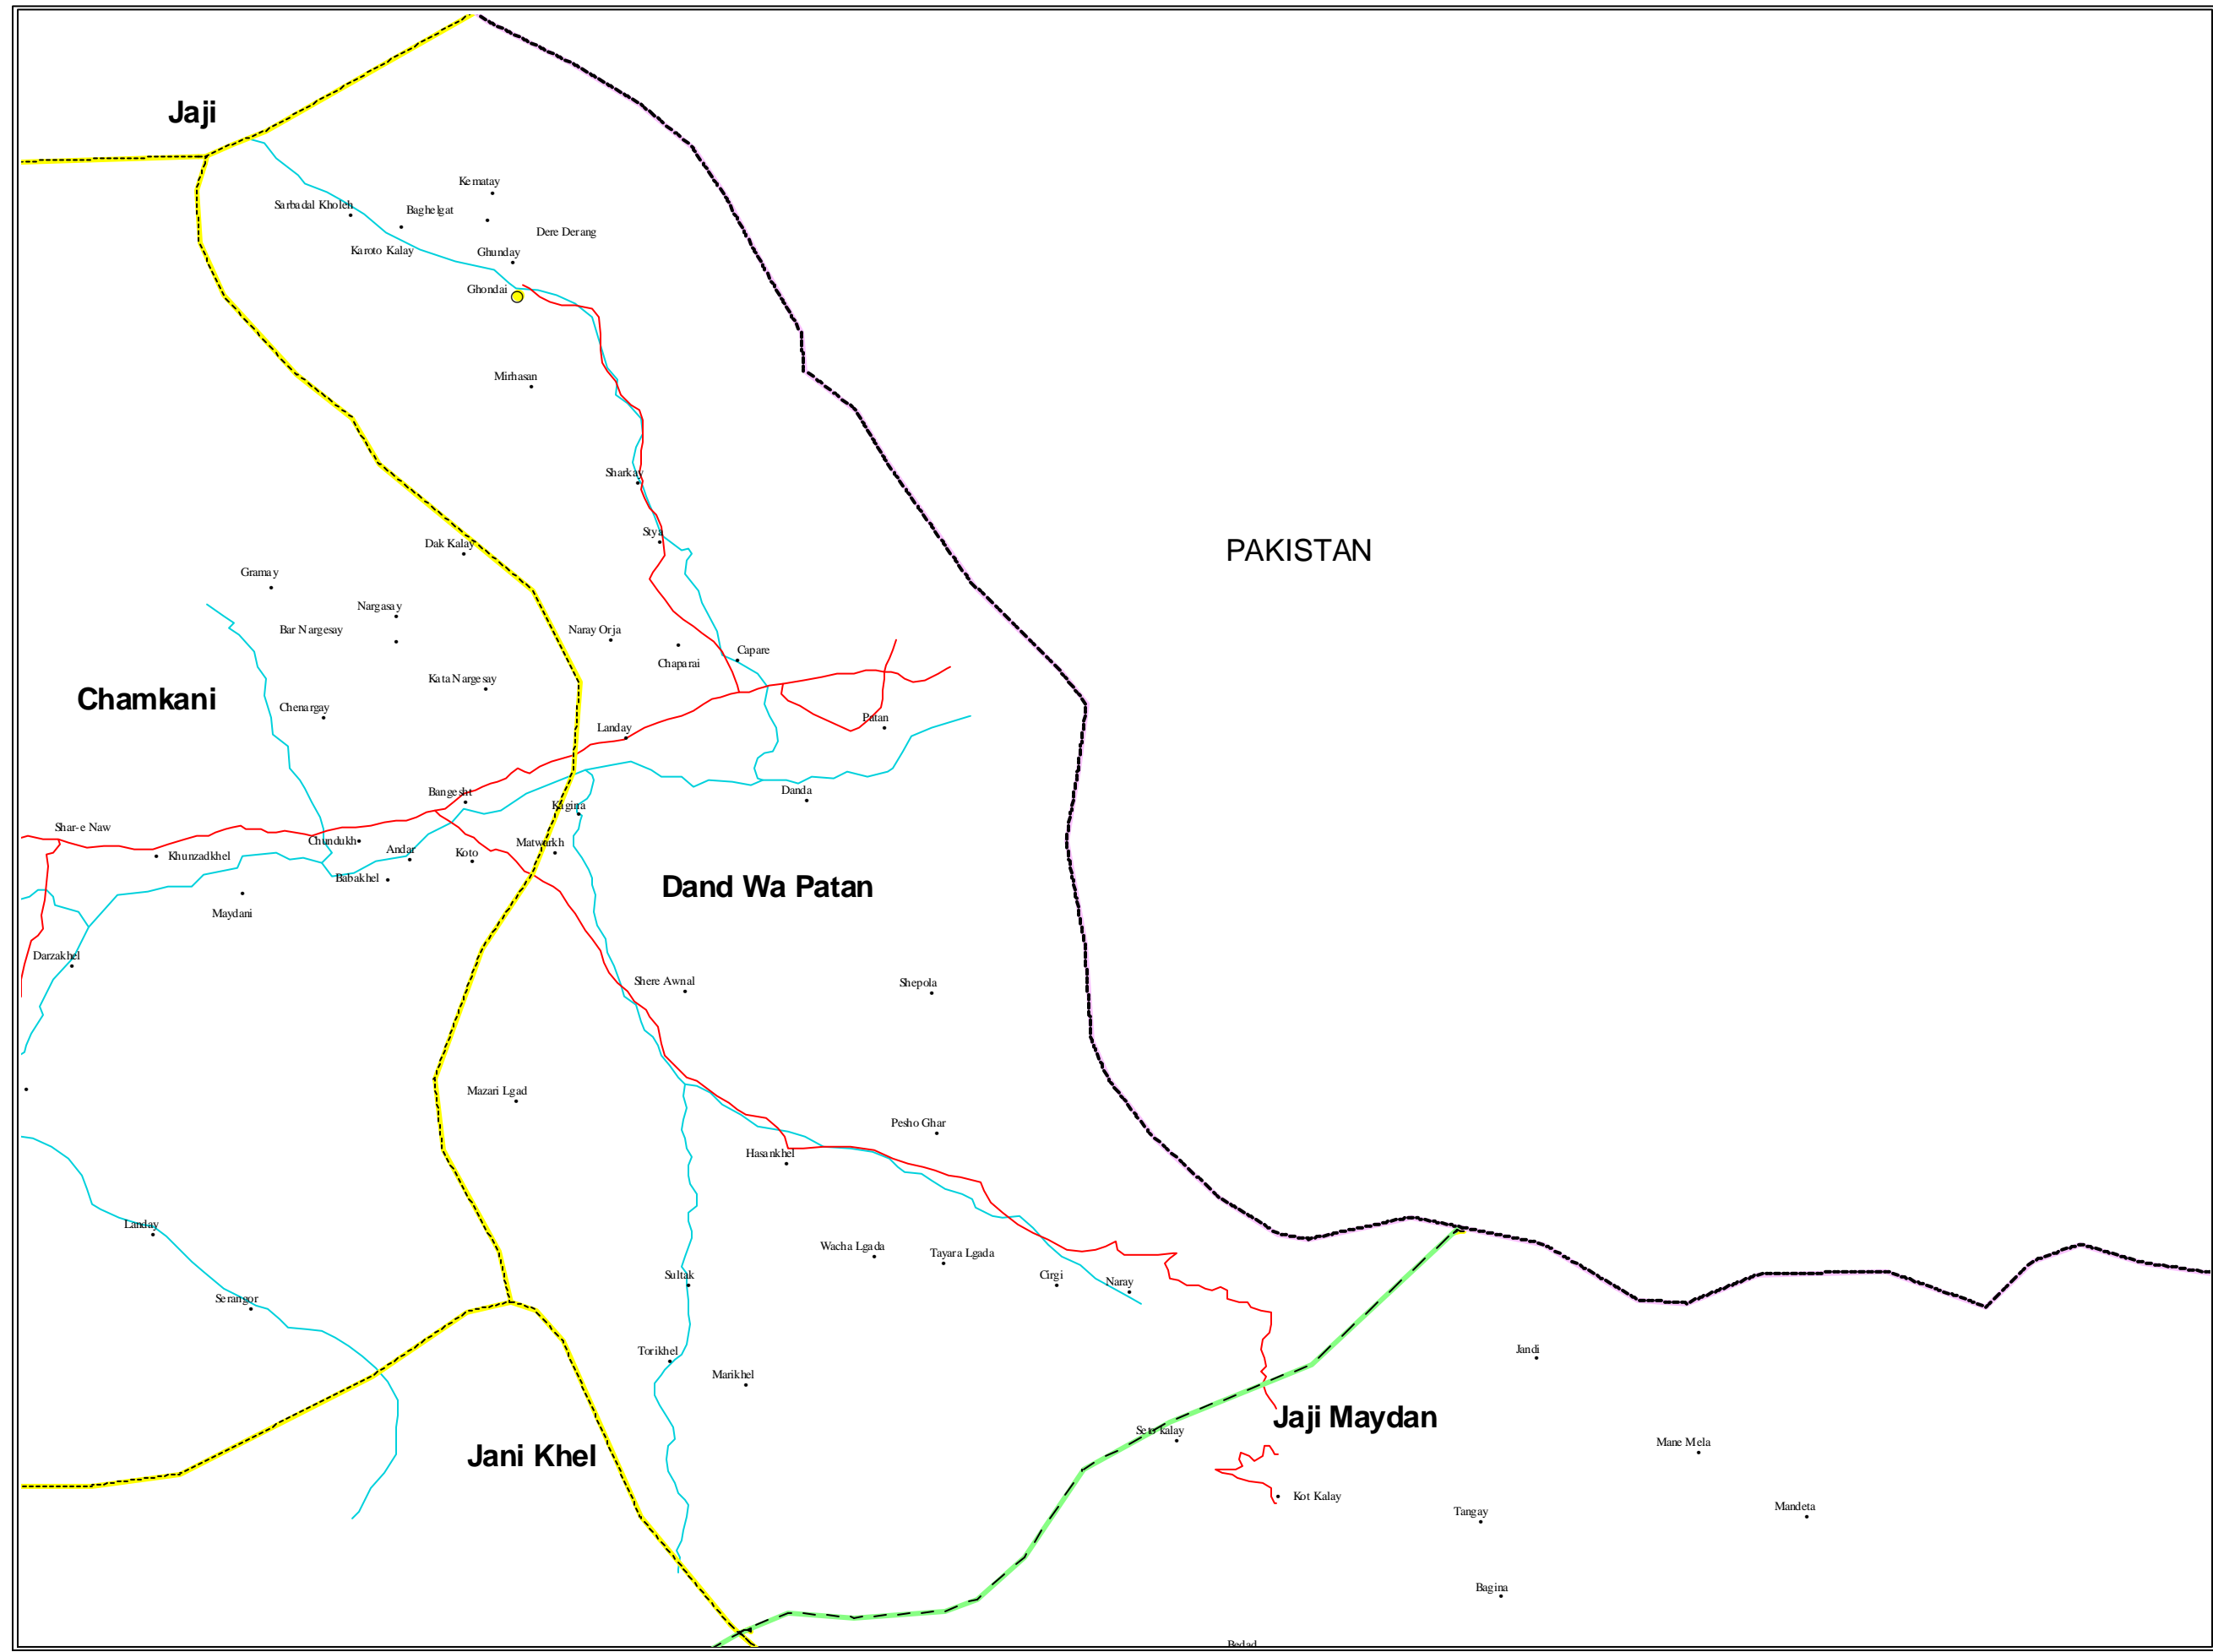 Jaji
Kematay
Sarbadal Kholeh
Baghelgat
Dere Derang
Karoto Kalay
Ghunday
Ghondai
Mirhasan
Sharkay
Stya
Dak Kalay
PAKISTAN
Gramay
Nargasay
Bar Nargesay
Naray Orja
Capare
Chaparai
Kata Nargesay
Chamkani
Chenargay
Patan
Landay
Bangesht
Danda
Kagina
Shar-e Naw
Chundukh
Matwarkh
Khunzadkhel
Andar
Koto
Babakhel
Dand Wa Patan
Maydani
Darzakhel
Shere Awnal
Shepola
Mazari Lgad
Pesho Ghar
Hasankhel
Landay
Wacha Lgada
Tayara Lgada
Sultak
Cirgi
Naray
Serangor
Torikhel
Jandi
Marikhel
Jaji Maydan
Seto kalay
Mane Mela
Jani Khel
Kot Kalay
Mandeta
Tangay
Bagina
Bedad